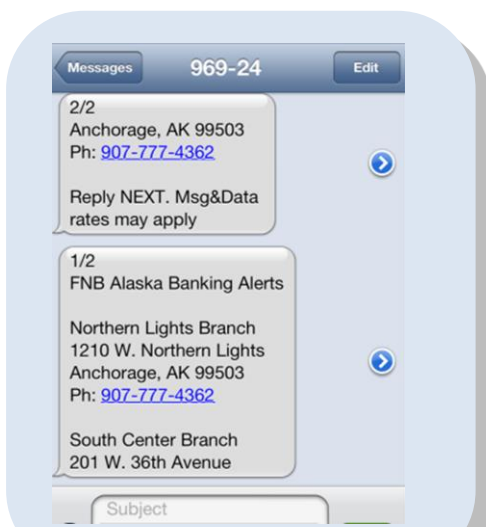 Messages 969-24 Edit
2/2
Anchorage, AK 99503
Ph: 907-777-4362
Reply NEXT. Msg&Data
rates may apply
1/2
FNB Alaska Banking Alerts
Northern Lights Branch
1210 W. Northern Lights
Anchorage, AK 99503
Ph: 907-777-4362
South Center Branch
201 W. 36th Avenue
Subject